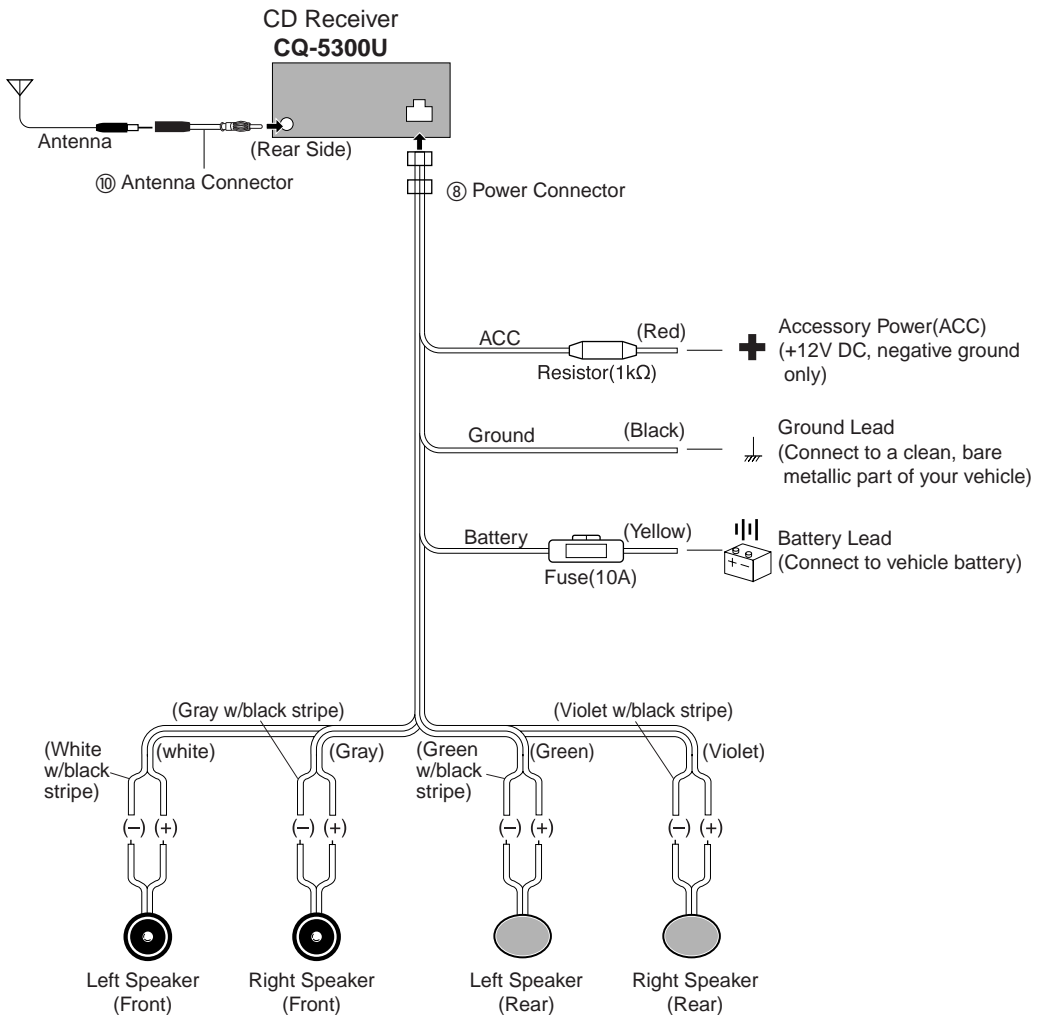 CD Receiver
CQ-5300U
Antenna
(Rear Side)
⑩ Antenna Connector
⑧ Power Connector
ACC
(Red)
Resistor(1kΩ)
Accessory Power(ACC)
(+12V DC, negative ground
only)
Ground
(Black)
Ground Lead
(Connect to a clean, bare
metallic part of your vehicle)
Battery
(Yellow)
Fuse(10A)
+ −
Battery Lead
(Connect to vehicle battery)
(Gray w/black stripe)
(Violet w/black stripe)
(White
w/black
stripe)
(white)
(Gray)
(Green
w/black
stripe)
(Green)
(Violet)
(−) (+)
(−) (+)
(−) (+)
(−) (+)
Left Speaker
(Front)
Right Speaker
(Front)
Left Speaker
(Rear)
Right Speaker
(Rear)